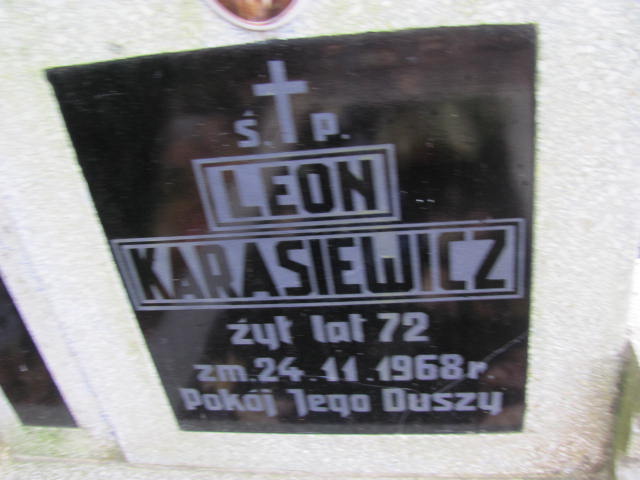 ś. p.
LEON
KARASIEWICZ
żył lat 72
zm. 24.11.1968 r.
Pokój Jego Duszy